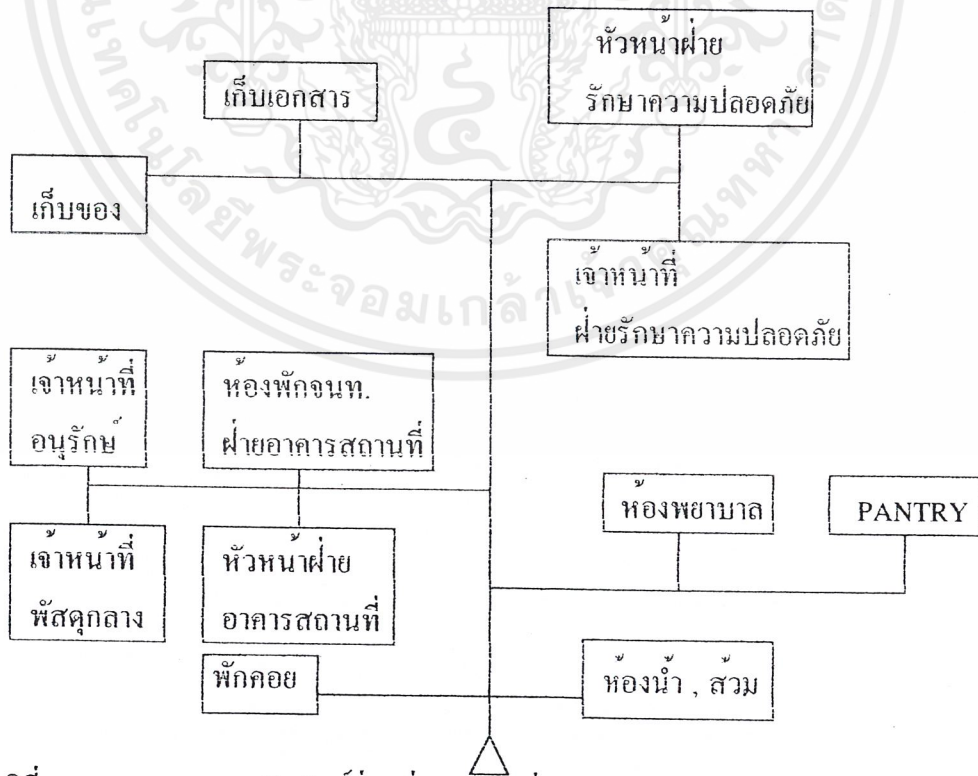 หัวหน้าฝ่าย
รักษาความปลอดภัย
เก็บเอกสาร
เก็บของ
เจ้าหน้าที่
ฝ่ายรักษาความปลอดภัย
เจ้าหน้าที่
อนุรักษ์
ห้องพักจนท.
ฝ่ายอาคารสถานที่
ห้องพยาบาล
PANTRY
เจ้าหน้าที่
พัสดุกลาง
หัวหน้าฝ่าย
อาคารสถานที่
พักคอย
ห้องน้ำ , ส้วม